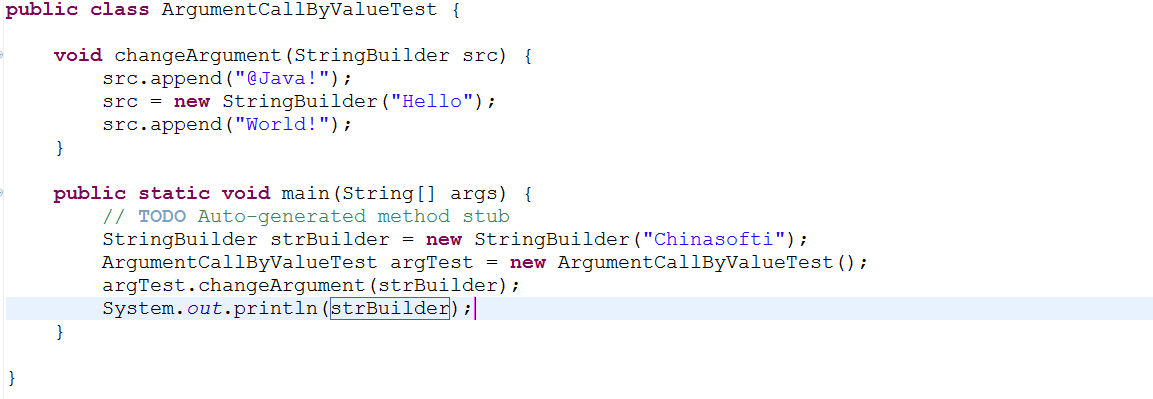 public class ArgumentCallByValueTest {
void changeArgument(StringBuilder src) {
src.append("@Java!");
src = new StringBuilder("Hello");
src.append("World!");
}
public static void main(String[] args) {
// TODO Auto-generated method stub
StringBuilder strBuilder = new StringBuilder("Chinasofti");
ArgumentCallByValueTest argTest = new ArgumentCallByValueTest();
argTest.changeArgument(strBuilder);
System.out.println(strBuilder);
}
}